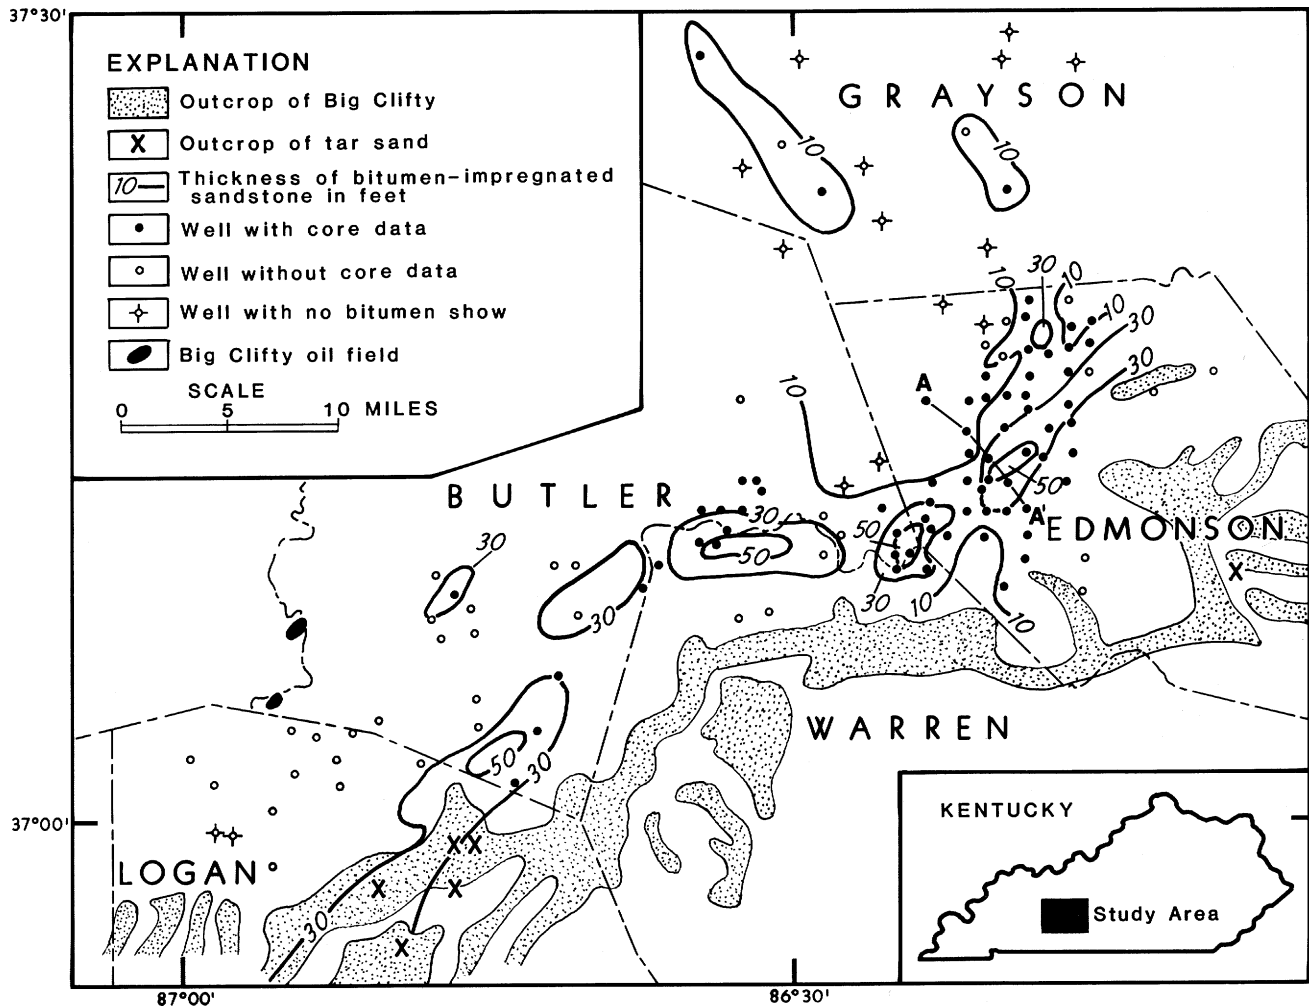 37°30'
EXPLANATION
Outcrop of Big Clifty
X
Outcrop of tar sand
10
Thickness of bitumen-impregnated
sandstone in feet
Well with core data
Well without core data
Well with no bitumen show
Big Clifty oil field
SCALE
0 5 10 MILES
GRAYSON
10
10
10
30
10
10
30
30
10
A
50
A'
BUTLER
EDMONSON
30
50
50
30
30
30
10
10
X
WARREN
50
30
37°00'
X X
LOGAN
X X
30
X
KENTUCKY
Study Area
87°00'
86°30'